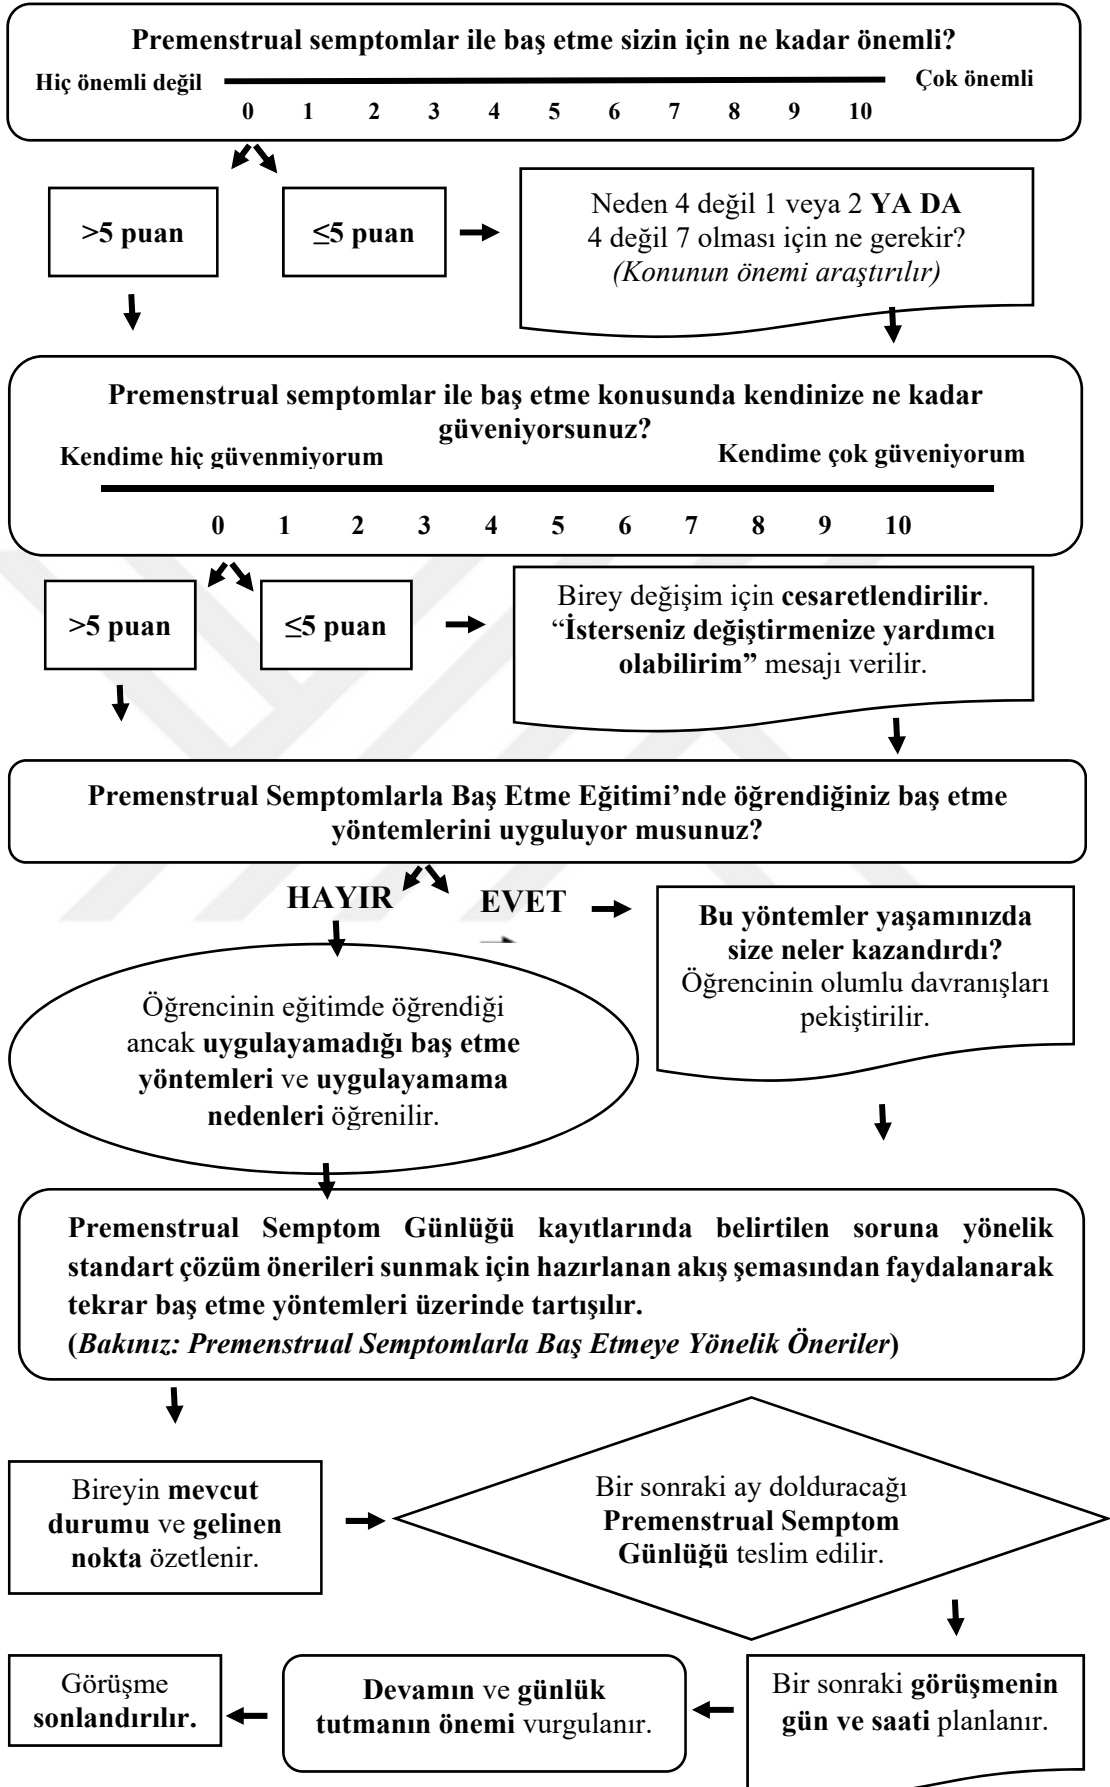 Premenstrual semptomlar ile baş etme sizin için ne kadar önemli?
Hiç önemli değil
Çok önemli
0 1 2 3 4 5 6 7 8 9 10
>5 puan
≤5 puan
Neden 4 değil 1 veya 2 YA DA
4 değil 7 olması için ne gerekir?
(Konunun önemi araştırılır)
Premenstrual semptomlar ile baş etme konusunda kendinize ne kadar
güveniyorsunuz?
Kendime hiç güvenmiyorum
Kendime çok güveniyorum
0 1 2 3 4 5 6 7 8 9 10
>5 puan
≤5 puan
Birey değişim için cesaretlendirilir.
“İsterseniz değiştirmenize yardımcı
olabilirim” mesajı verilir.
Premenstrual Semptomlarla Baş Etme Eğitimi’nde öğrendiğiniz baş etme
yöntemlerini uyguluyor musunuz?
HAYIR
EVET
Bu yöntemler yaşamınızda
size neler kazandırdı?
Öğrencinin olumlu davranışları
pekiştirilir.
Öğrencinin eğitimde öğrendiği
ancak uygulayamadığı baş etme
yöntemleri ve uygulayamama
nedenleri öğrenilir.
Premenstrual Semptom Günlüğü kayıtlarında belirtilen soruna yönelik
standart çözüm önerileri sunmak için hazırlanan akış şemasından faydalanarak
tekrar baş etme yöntemleri üzerinde tartışılır.
(Bakınız: Premenstrual Semptomlarla Baş Etmeye Yönelik Öneriler)
Bireyin mevcut
durumu ve gelinen
nokta özetlenir.
Bir sonraki ay dolduracağı
Premenstrual Semptom
Günlüğü teslim edilir.
Bir sonraki görüşmenin
gün ve saati planlanır.
Devamın ve günlük
tutmanın önemi vurgulanır.
Görüşme
sonlandırılır.